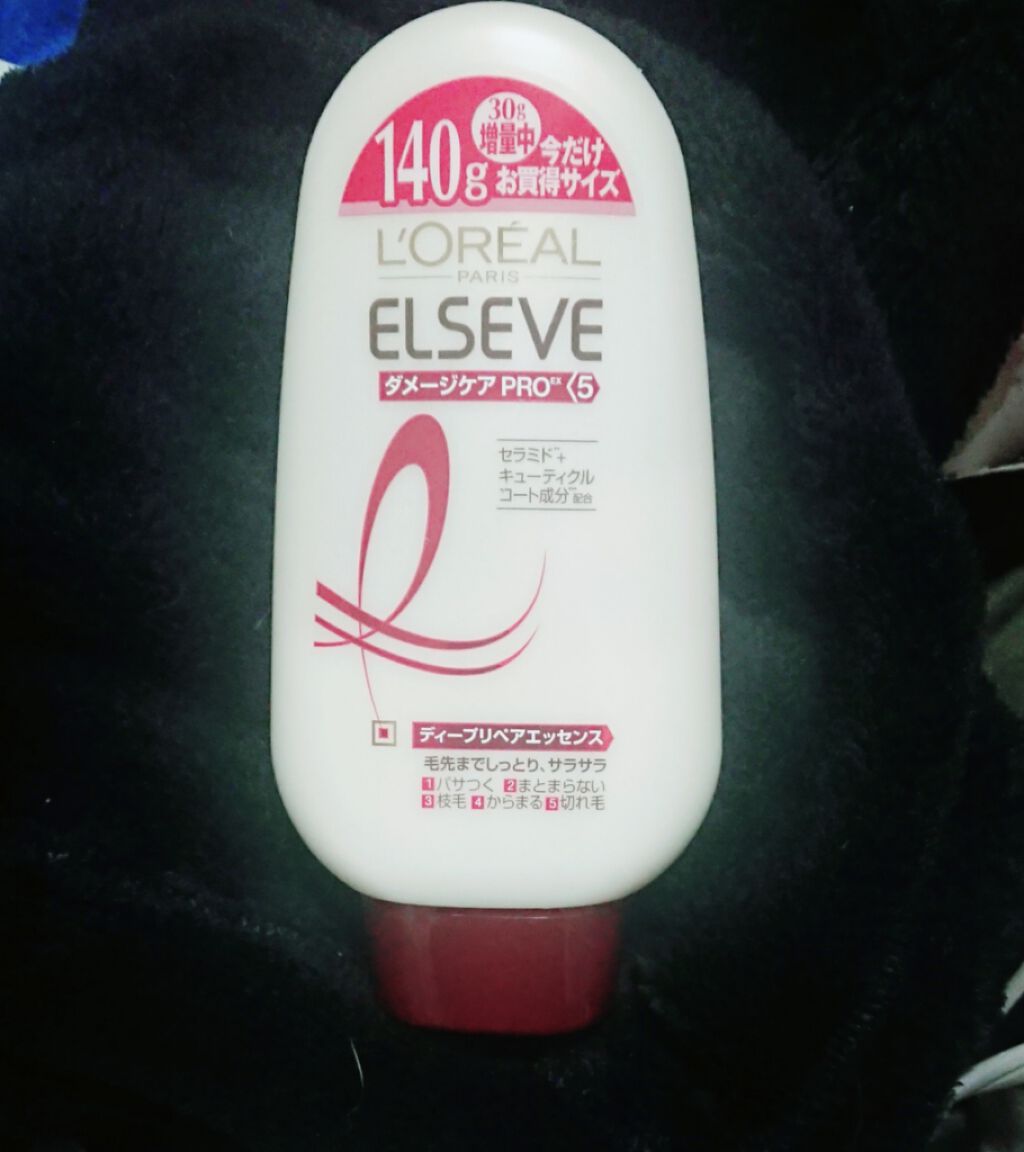 30g
増量中
140g
今だけ
お買得サイズ
L'ORÉAL
PARIS
ELSEVE
ダメージケア PRO EX 〈5
セラミド**+
キューティクル
コート成分***配合
ディープリペアエッセンス
毛先までしっとり、サラサラ
1パサつく 2まとまらない
3枝毛 4からまる 5切れ毛